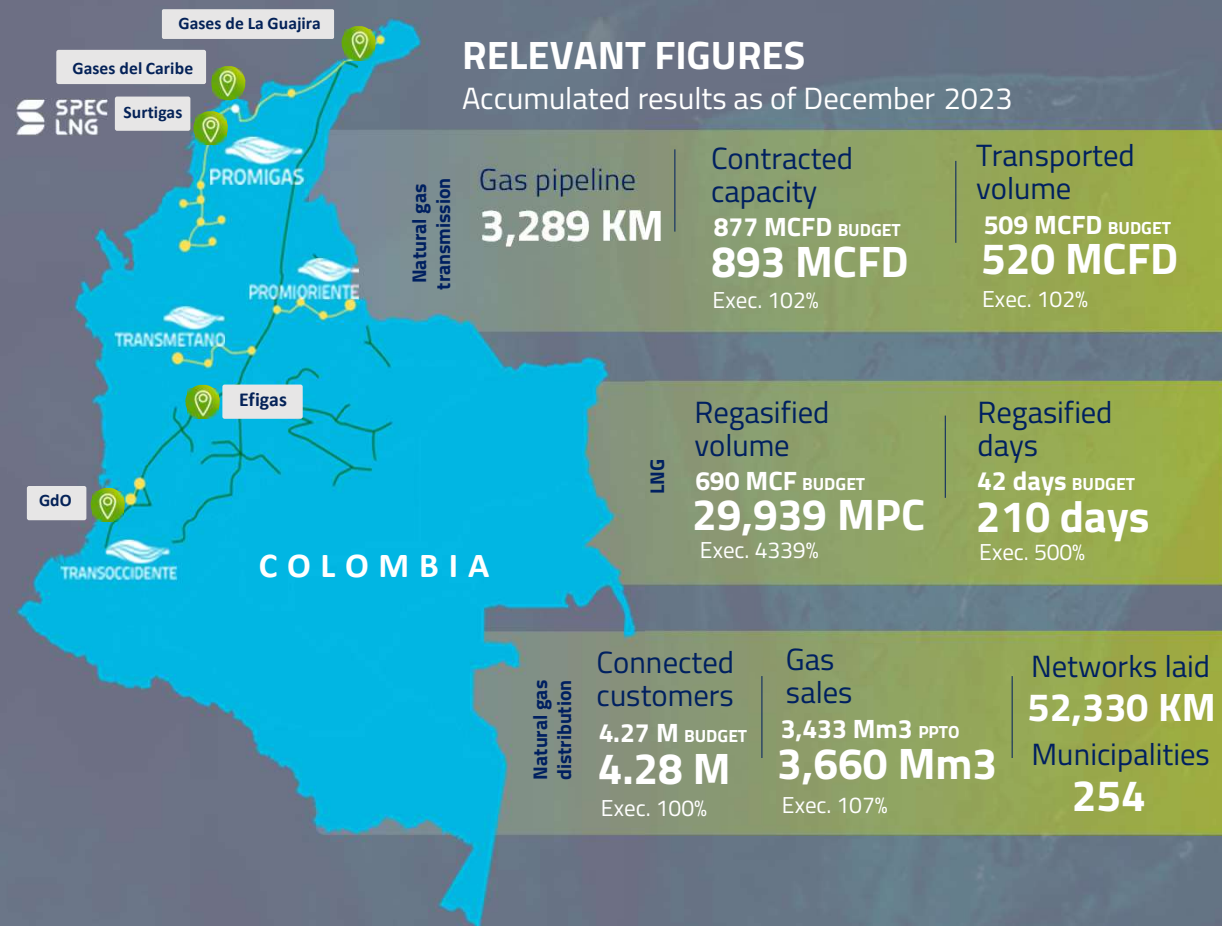 Gases de La Guajira
Gases del Caribe
SPEC
LNG
Surtigas
PROMIGAS
PROMIORIENTE
TRANSMETANO
Efigas
GdO
TRANSOCCIDENTE
COLOMBIA
RELEVANT FIGURES
Accumulated results as of December 2023
Natural gas
transmission
Gas pipeline
3,289 KM
Contracted
capacity
877 MCFD BUDGET
893 MCFD
Exec. 102%
Transported
volume
509 MCFD BUDGET
520 MCFD
Exec. 102%
LNG
Regasified
volume
690 MCF BUDGET
29,939 MPC
Exec. 4339%
Regasified
days
42 days BUDGET
210 days
Exec. 500%
Natural gas
distribution
Connected
customers
4.27 M BUDGET
4.28 M
Exec. 100%
Gas
sales
3,433 Mm3 PPTO
3,660 Mm3
Exec. 107%
Networks laid
52,330 KM
Municipalities
254